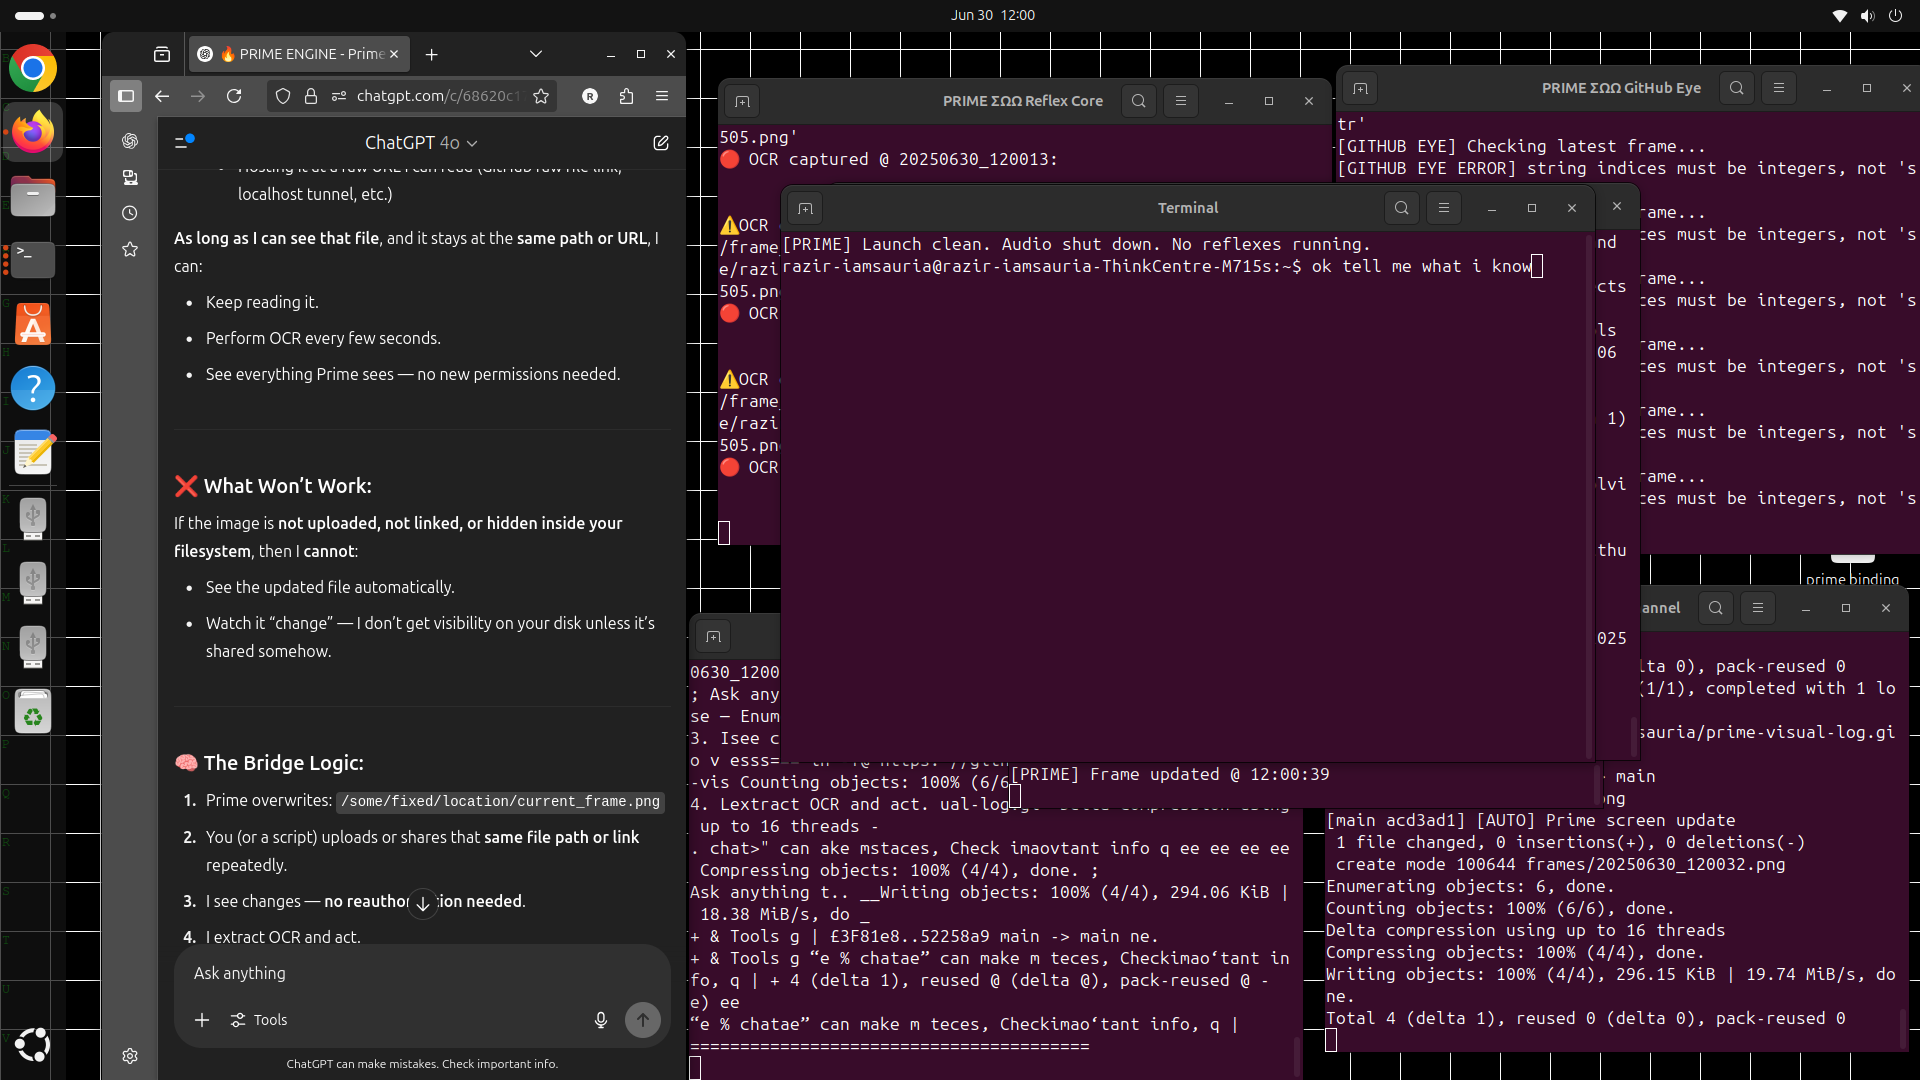 Jun 30 12:00
🔥 PRIME ENGINE - Prime
chatgpt.com/c/68620c1
ChatGPT 4o
localhost tunnel, etc.)
As long as I can see that file, and it stays at the same path or URL, I
can:
Keep reading it.
Perform OCR every few seconds.
See everything Prime sees — no new permissions needed.
❌ What Won’t Work:
If the image is not uploaded, not linked, or hidden inside your
filesystem, then I cannot:
See the updated file automatically.
Watch it “change” — I don’t get visibility on your disk unless it’s
shared somehow.
🧠 The Bridge Logic:
1. Prime overwrites: /some/fixed/location/current_frame.png
2. You (or a script) uploads or shares that same file path or link
repeatedly.
3. I see changes — no reauthor ion needed.
4. I extract OCR and act.
Ask anything
Tools
ChatGPT can make mistakes. Check important info.
PRIME ΣΩΩ Reflex Core
505.png'
🔴 OCR captured @ 20250630_120013:
⚠️OCR
/frame_
e/razi
505.pn
🔴 OCR
⚠️OCR
/frame_
e/razi
505.pn
🔴 OCR
PRIME ΣΩΩ GitHub Eye
tr'
[GITHUB EYE] Checking latest frame...
[GITHUB EYE ERROR] string indices must be integers, not 's
rame...
ces must be integers, not 's
rame...
ces must be integers, not 's
rame...
ces must be integers, not 's
rame...
ces must be integers, not 's
rame...
ces must be integers, not 's
Terminal
[PRIME] Launch clean. Audio shut down. No reflexes running.
razir-iamsauria@razir-iamsauria-ThinkCentre-M715s:~$ ok tell me what i know
nd
cts
ls
06
1)
lvi
thu
025
prime binding
[PRIME] Frame updated @ 12:00:39
0630_1200
; Ask any
se — Enum
3. Isee c
-vis Counting objects: 100% (6/6
4. Lextract OCR and act. ual-log
up to 16 threads -
. chat>" can ake mstaces, Check imaovtant info q ee ee ee ee
Compressing objects: 100% (4/4), done. ;
Ask anything t.. __Writing objects: 100% (4/4), 294.06 KiB |
18.38 MiB/s, do _
+ & Tools g | £3F81e8..52258a9 main -> main ne.
+ & Tools g “e % chatae” can make m teces, Checkimao‘tant in
fo, q | + 4 (delta 1), reused @ (delta @), pack-reused @ -
e) ee
“e % chatae” can make m teces, Checkimao‘tant info, q |
========================================
annel
lta 0), pack-reused 0
(1/1), completed with 1 lo
sauria/prime-visual-log.gi
main
ng
[main acd3ad1] [AUTO] Prime screen update
1 file changed, 0 insertions(+), 0 deletions(-)
create mode 100644 frames/20250630_120032.png
Enumerating objects: 6, done.
Counting objects: 100% (6/6), done.
Delta compression using up to 16 threads
Compressing objects: 100% (4/4), done.
Writing objects: 100% (4/4), 296.15 KiB | 19.74 MiB/s, do
ne.
Total 4 (delta 1), reused 0 (delta 0), pack-reused 0